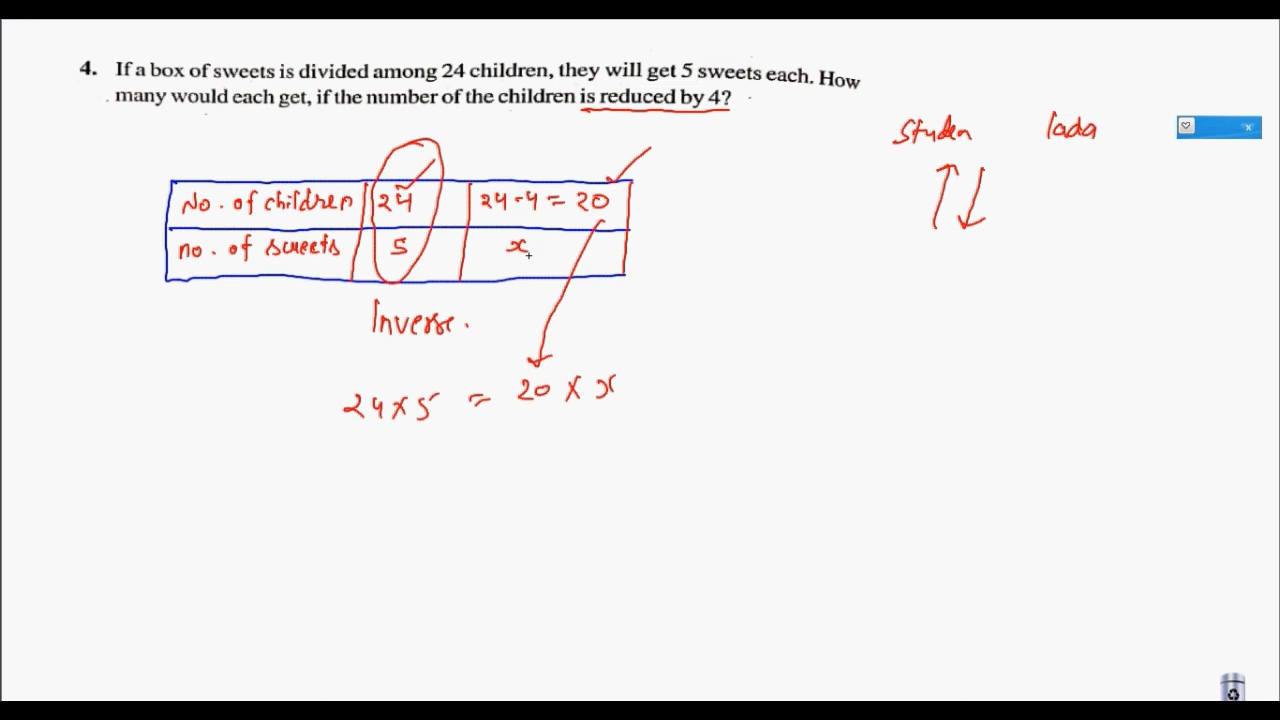 4. If a box of sweets is divided among 24 children, they will get 5 sweets each. How
many would each get, if the number of the children is reduced by 4?
Studen lada
No. of children 24 24-4 = 20
no. of sweets 5 x
Inverse.
24 x 5 = 20 x x